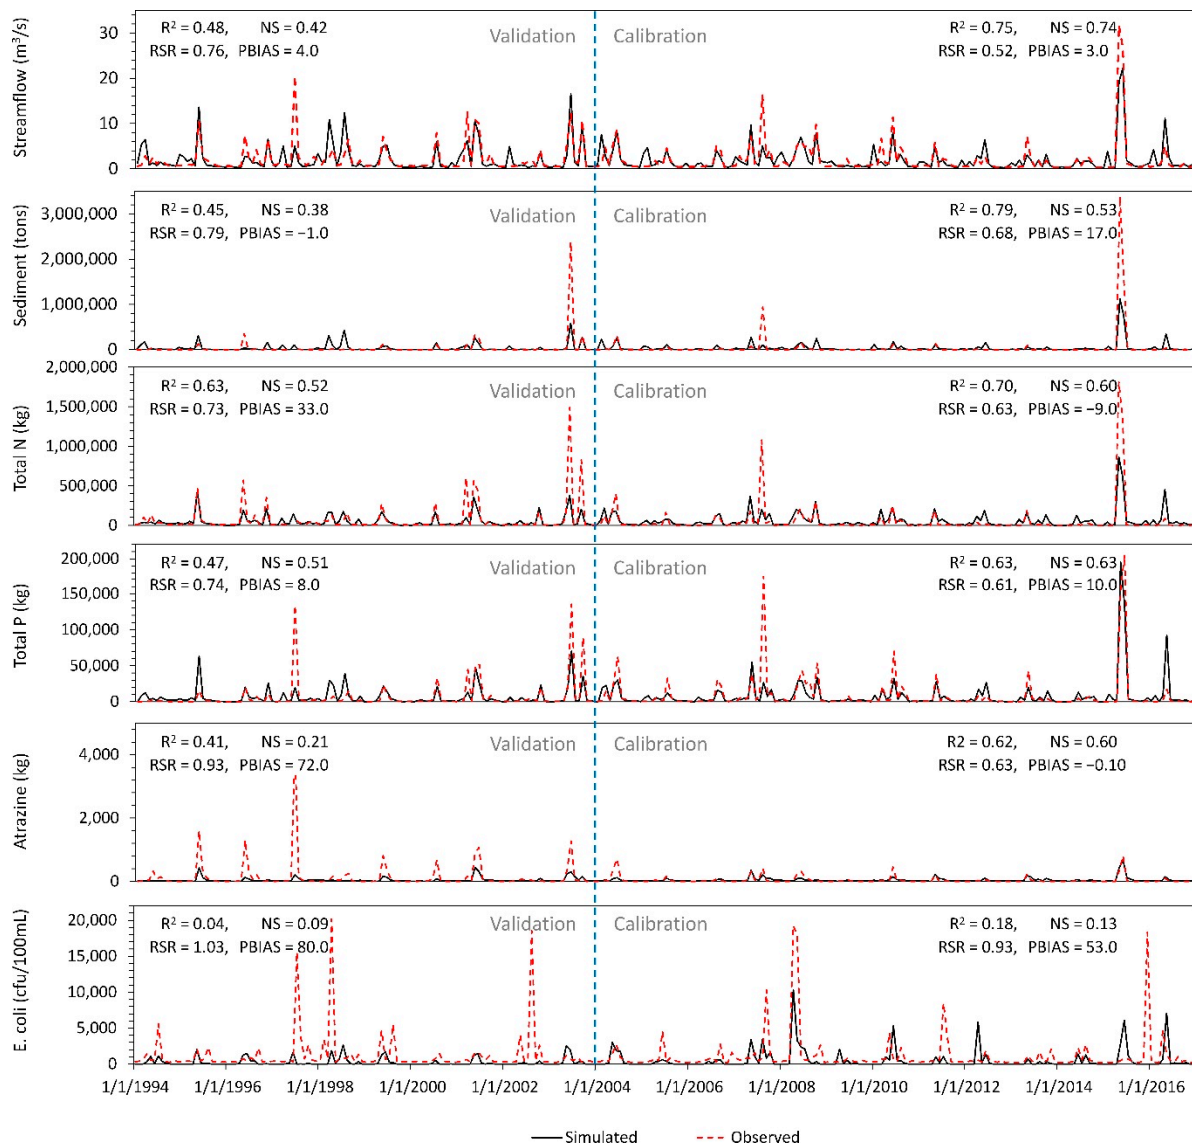 Streamflow (m³/s)
30
20
10
0
R² = 0.48, NS = 0.42
RSR = 0.76, PBIAS = 4.0
Validation
Calibration
R² = 0.75, NS = 0.74
RSR = 0.52, PBIAS = 3.0
Sediment (tons)
3,000,000
2,000,000
1,000,000
0
R² = 0.45, NS = 0.38
RSR = 0.79, PBIAS = −1.0
Validation
Calibration
R² = 0.79, NS = 0.53
RSR = 0.68, PBIAS = 17.0
Total N (kg)
2,000,000
1,500,000
1,000,000
500,000
0
R² = 0.63, NS = 0.52
RSR = 0.73, PBIAS = 33.0
Validation
Calibration
R² = 0.70, NS = 0.60
RSR = 0.63, PBIAS = −9.0
Total P (kg)
200,000
150,000
100,000
50,000
0
R² = 0.47, NS = 0.51
RSR = 0.74, PBIAS = 8.0
Validation
Calibration
R² = 0.63, NS = 0.63
RSR = 0.61, PBIAS = 10.0
Atrazine (kg)
4,000
2,000
0
R² = 0.41, NS = 0.21
RSR = 0.93, PBIAS = 72.0
Validation
Calibration
R2 = 0.62, NS = 0.60
RSR = 0.63, PBIAS = −0.10
E. coli (cfu/100mL)
20,000
15,000
10,000
5,000
0
R² = 0.04, NS = 0.09
RSR = 1.03, PBIAS = 80.0
Validation
Calibration
R² = 0.18, NS = 0.13
RSR = 0.93, PBIAS = 53.0
1/1/1994 1/1/1996 1/1/1998 1/1/2000 1/1/2002 1/1/2004 1/1/2006 1/1/2008 1/1/2010 1/1/2012 1/1/2014 1/1/2016
Simulated Observed